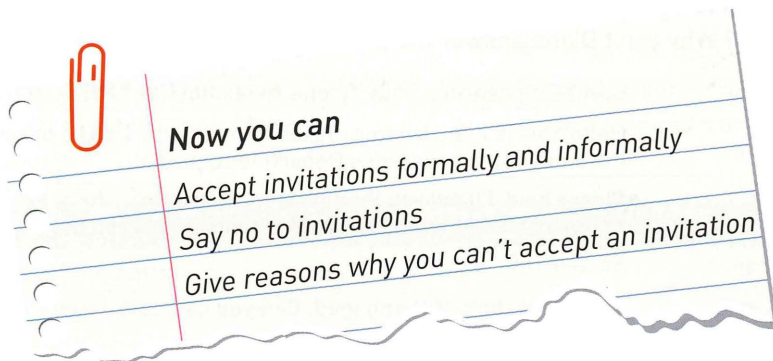 Now you can
Accept invitations formally and informally
Say no to invitations
Give reasons why you can't accept an invitation